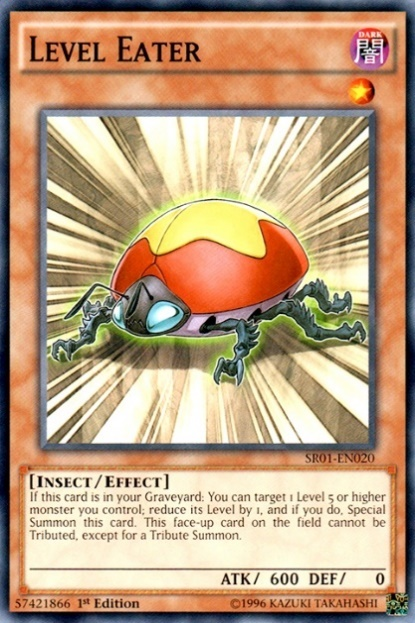 Level Eater
DARK
闇
SR01-EN020
[Insect/Effect]
If this card is in your Graveyard: You can target 1 Level 5 or higher
monster you control; reduce its Level by 1, and if you do, Special
Summon this card. This face-up card on the field cannot be
Tributed, except for a Tribute Summon.
ATK/ 600 DEF/ 0
57421866 1st Edition ©1996 KAZUKI TAKAHASHI